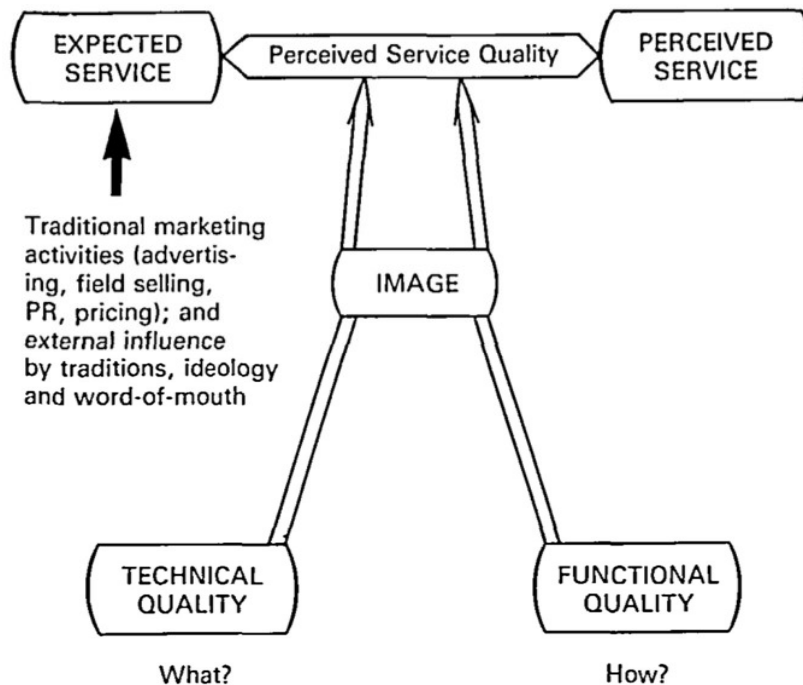 EXPECTED
SERVICE
Perceived Service Quality
PERCEIVED
SERVICE
Traditional marketing
activities (advertis-
ing, field selling,
PR, pricing); and
external influence
by traditions, ideology
and word-of-mouth
IMAGE
TECHNICAL
QUALITY
FUNCTIONAL
QUALITY
What?
How?